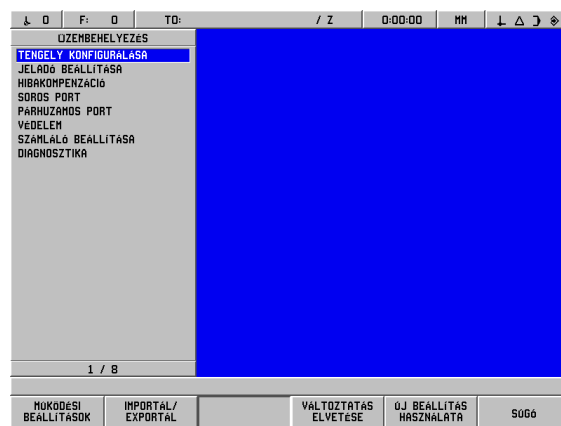 0 F: 0 T0: / Z 0:00:00 MM
ÜZEMBEHELYEZÉS
TENGELY KONFIGURÁLÁSA
JELADÓ BEÁLLÍTÁSA
HIBAKOMPENZÁCIÓ
SOROS PORT
PÁRHUZAMOS PORT
VÉDELEM
SZÁMLÁLÓ BEÁLLÍTÁSA
DIAGNOSZTIKA
1 / 8
MŰKÖDÉSI BEÁLLÍTÁSOK
IMPORTÁL/ EXPORTÁL
VÁLTOZTATÁS ELVETÉSE
ÚJ BEÁLLÍTÁS HASZNÁLATA
SÚGÓ